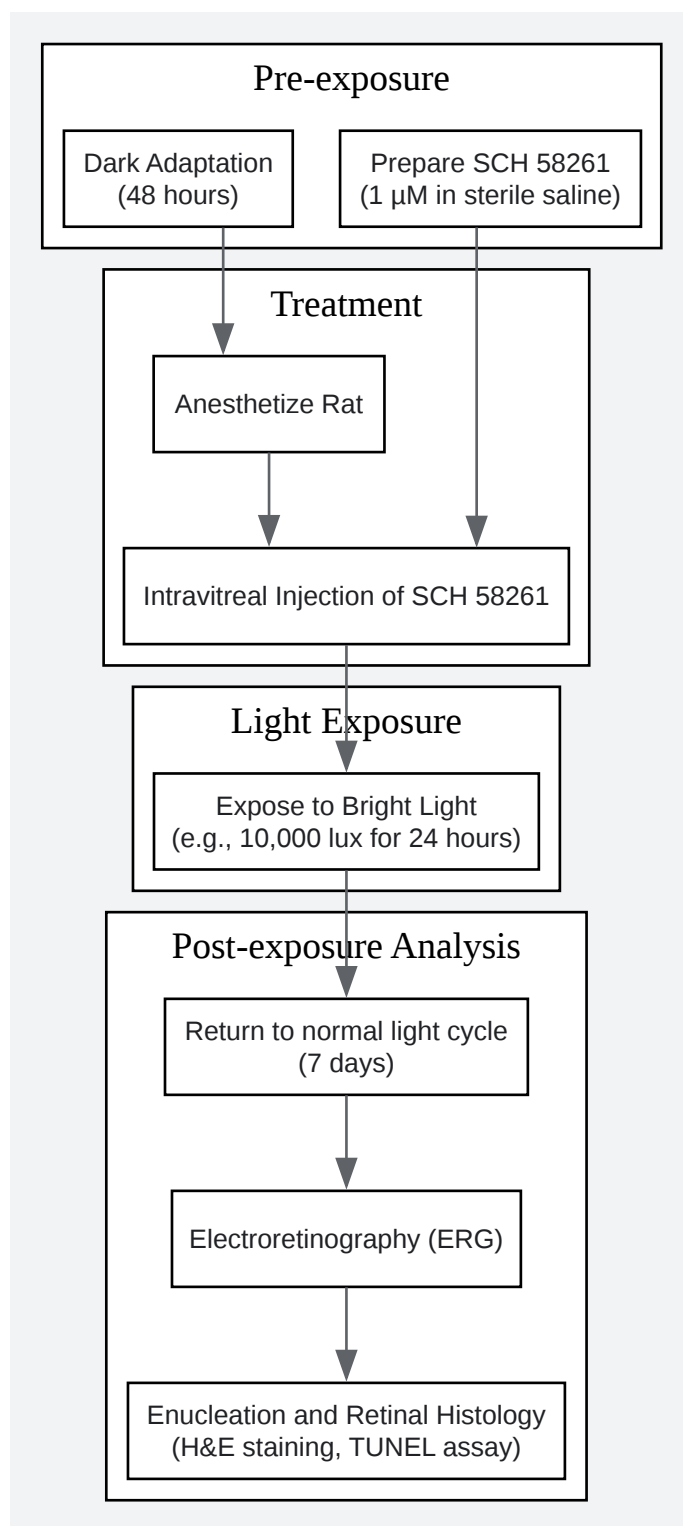 Pre-exposure
Dark Adaptation
(48 hours)
Prepare SCH 58261
(1 µM in sterile saline)
Treatment
Anesthetize Rat
Intravitreal Injection of SCH 58261
Light Exposure
Expose to Bright Light
(e.g., 10,000 lux for 24 hours)
Post-exposure Analysis
Return to normal light cycle
(7 days)
Electroretinography (ERG)
Enucleation and Retinal Histology
(H&E staining, TUNEL assay)